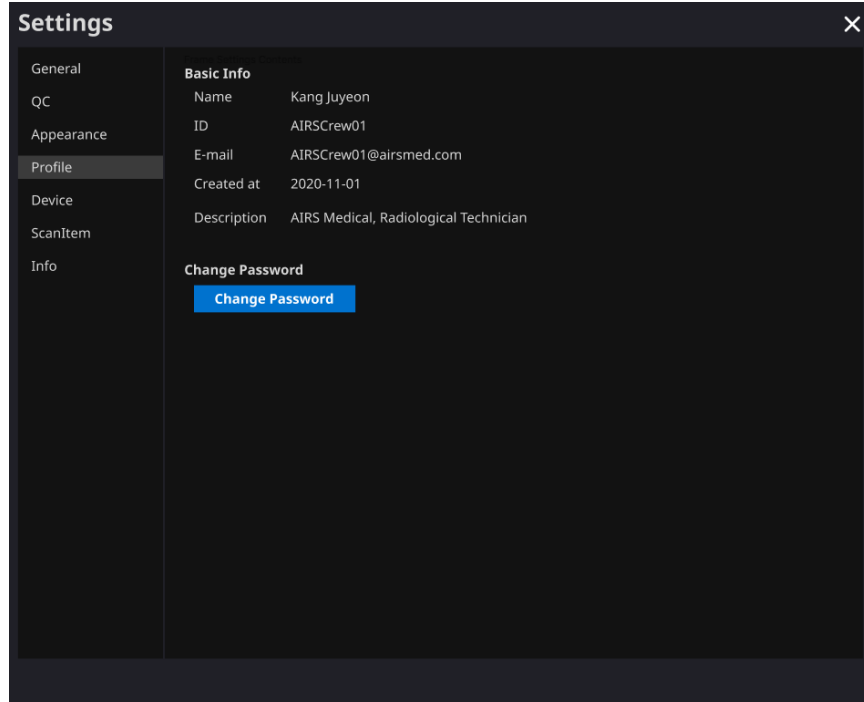 Settings
General
QC
Appearance
Profile
Device
ScanItem
Info
Basic Info
Name Kang Juyeon
ID AIRSCrew01
E-mail AIRSCrew01@airsmed.com
Created at 2020-11-01
Description AIRS Medical, Radiological Technician
Change Password
Change Password